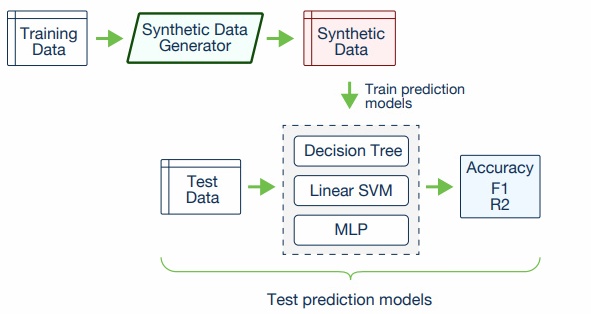 Training
Data
Synthetic Data
Generator
Synthetic
Data
Train prediction
models
Decision Tree
Linear SVM
MLP
Test
Data
Accuracy
F1
R2
Test prediction models